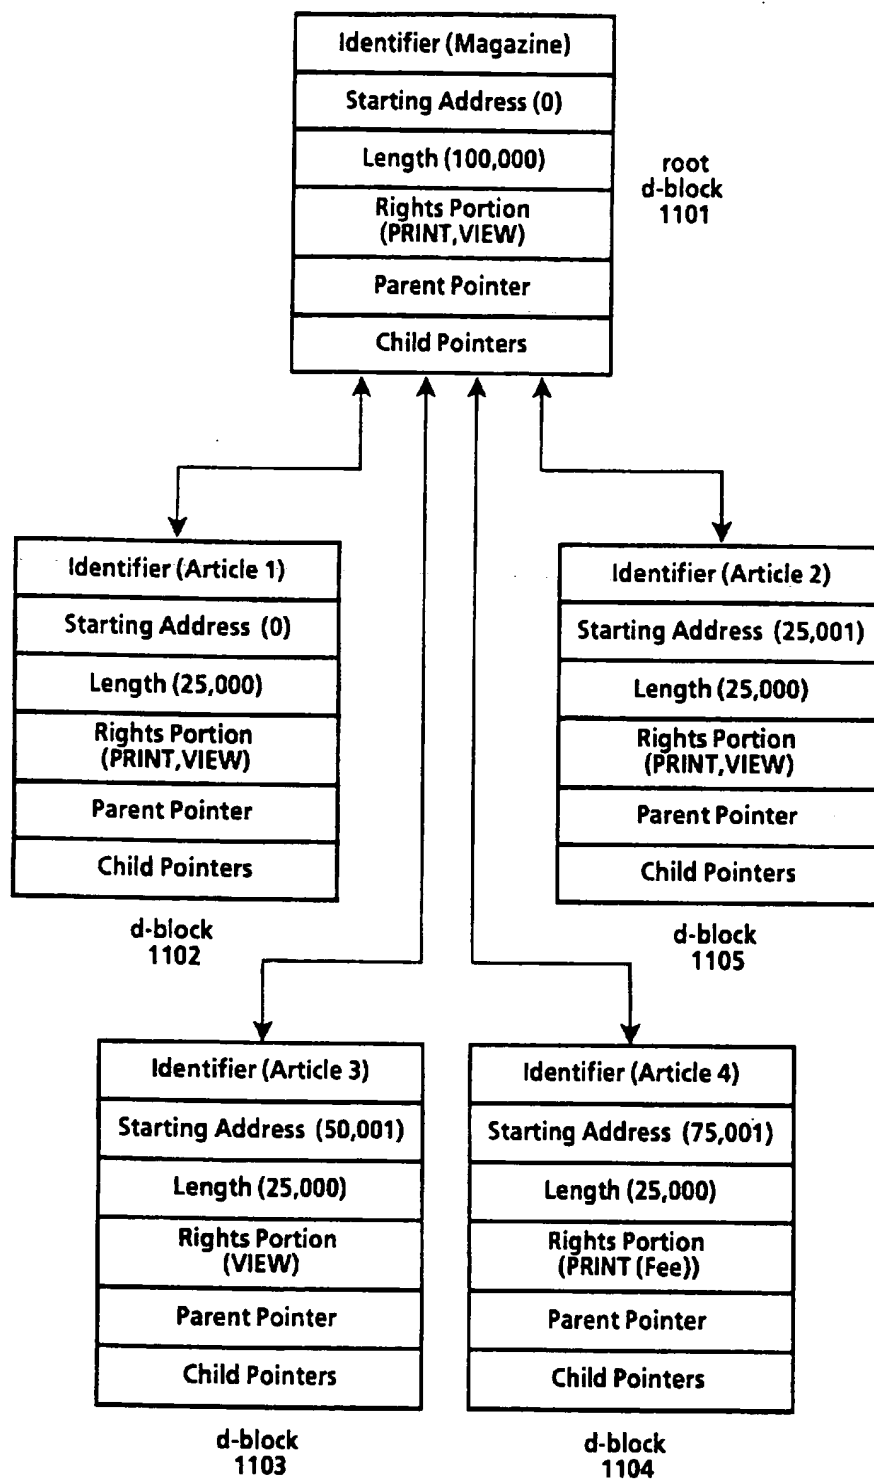 Identifier (Magazine)
Starting Address (0)
Length (100,000)
Rights Portion
(PRINT,VIEW)
Parent Pointer
Child Pointers
root
d-block
1101
Identifier (Article 1)
Starting Address (0)
Length (25,000)
Rights Portion
(PRINT,VIEW)
Parent Pointer
Child Pointers
d-block
1102
Identifier (Article 2)
Starting Address (25,001)
Length (25,000)
Rights Portion
(PRINT,VIEW)
Parent Pointer
Child Pointers
d-block
1105
Identifier (Article 3)
Starting Address (50,001)
Length (25,000)
Rights Portion
(VIEW)
Parent Pointer
Child Pointers
d-block
1103
Identifier (Article 4)
Starting Address (75,001)
Length (25,000)
Rights Portion
(PRINT (Fee))
Parent Pointer
Child Pointers
d-block
1104